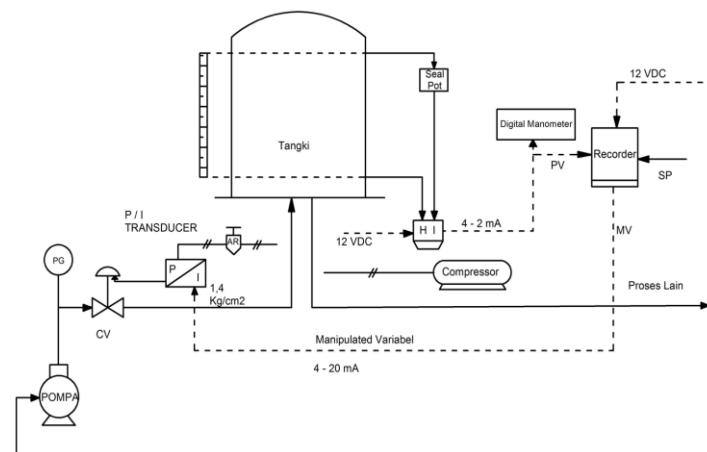 12 VDC
Seal
Pot
Digital Manometer
Tangki
Recorder
PV
SP
P / I
TRANSDUCER
H I
4 - 2 mA
12 VDC
MV
AR
PG
P
I
1,4
Kg/cm2
Compressor
Proses Lain
CV
Manipulated Variabel
4 - 20 mA
POMPA